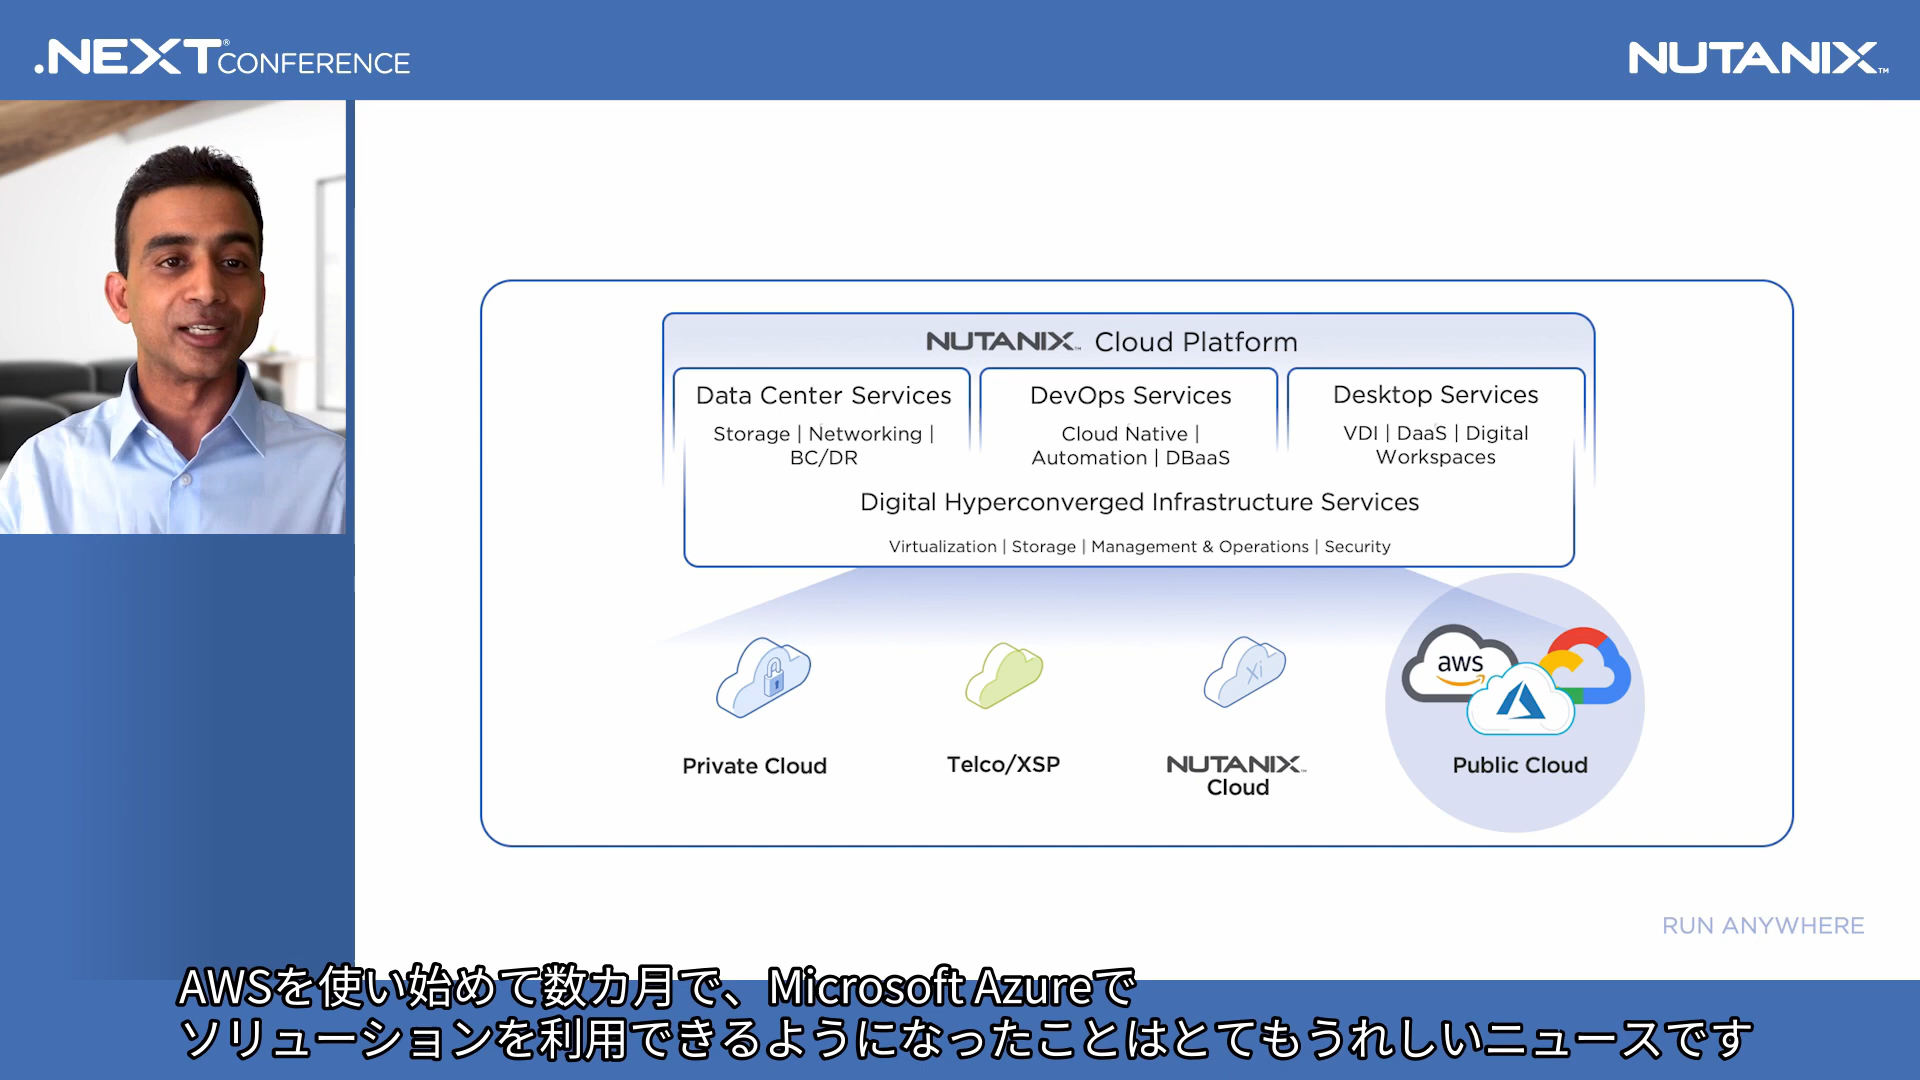 .NEXT® CONFERENCE
NUTANIX™
NUTANIX™ Cloud Platform
Data Center Services
Storage | Networking |
BC/DR
DevOps Services
Cloud Native |
Automation | DBaaS
Desktop Services
VDI | DaaS | Digital
Workspaces
Digital Hyperconverged Infrastructure Services
Virtualization | Storage | Management & Operations | Security
Xi
aws
Private Cloud
Telco/XSP
NUTANIX™
Cloud
Public Cloud
RUN ANYWHERE
AWSを使い始めて数カ月で、Microsoft Azureで
ソリューションを利用できるようになったことはとてもうれしいニュースです